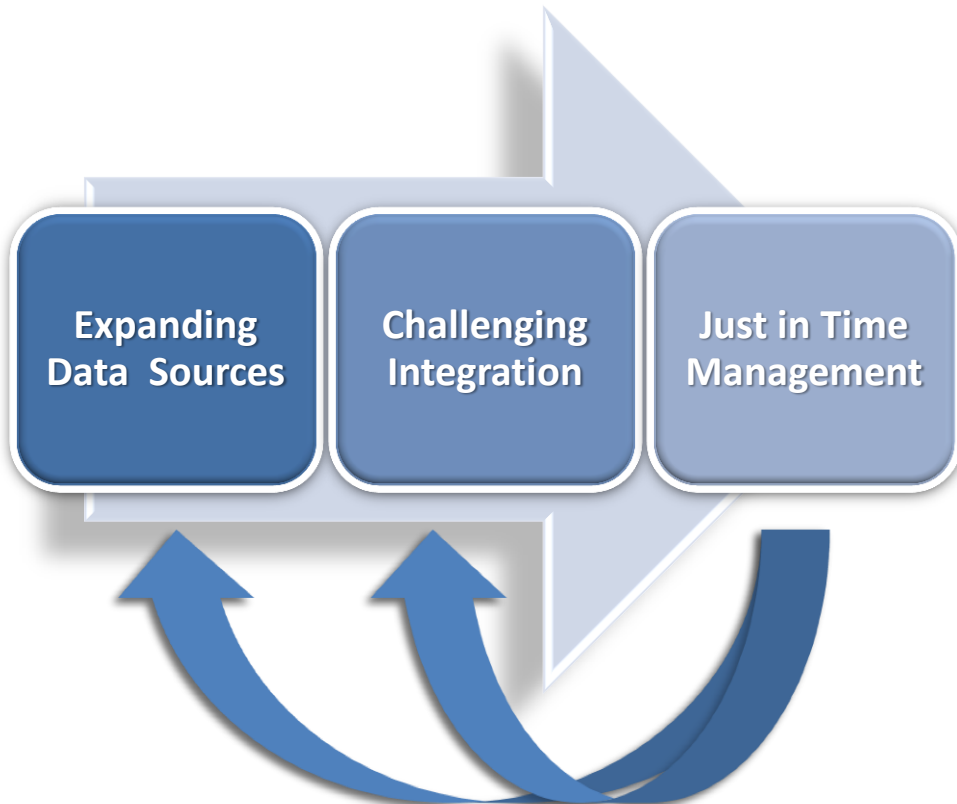 Expanding
Data  Sources
Challenging
Integration
Just in Time
Management